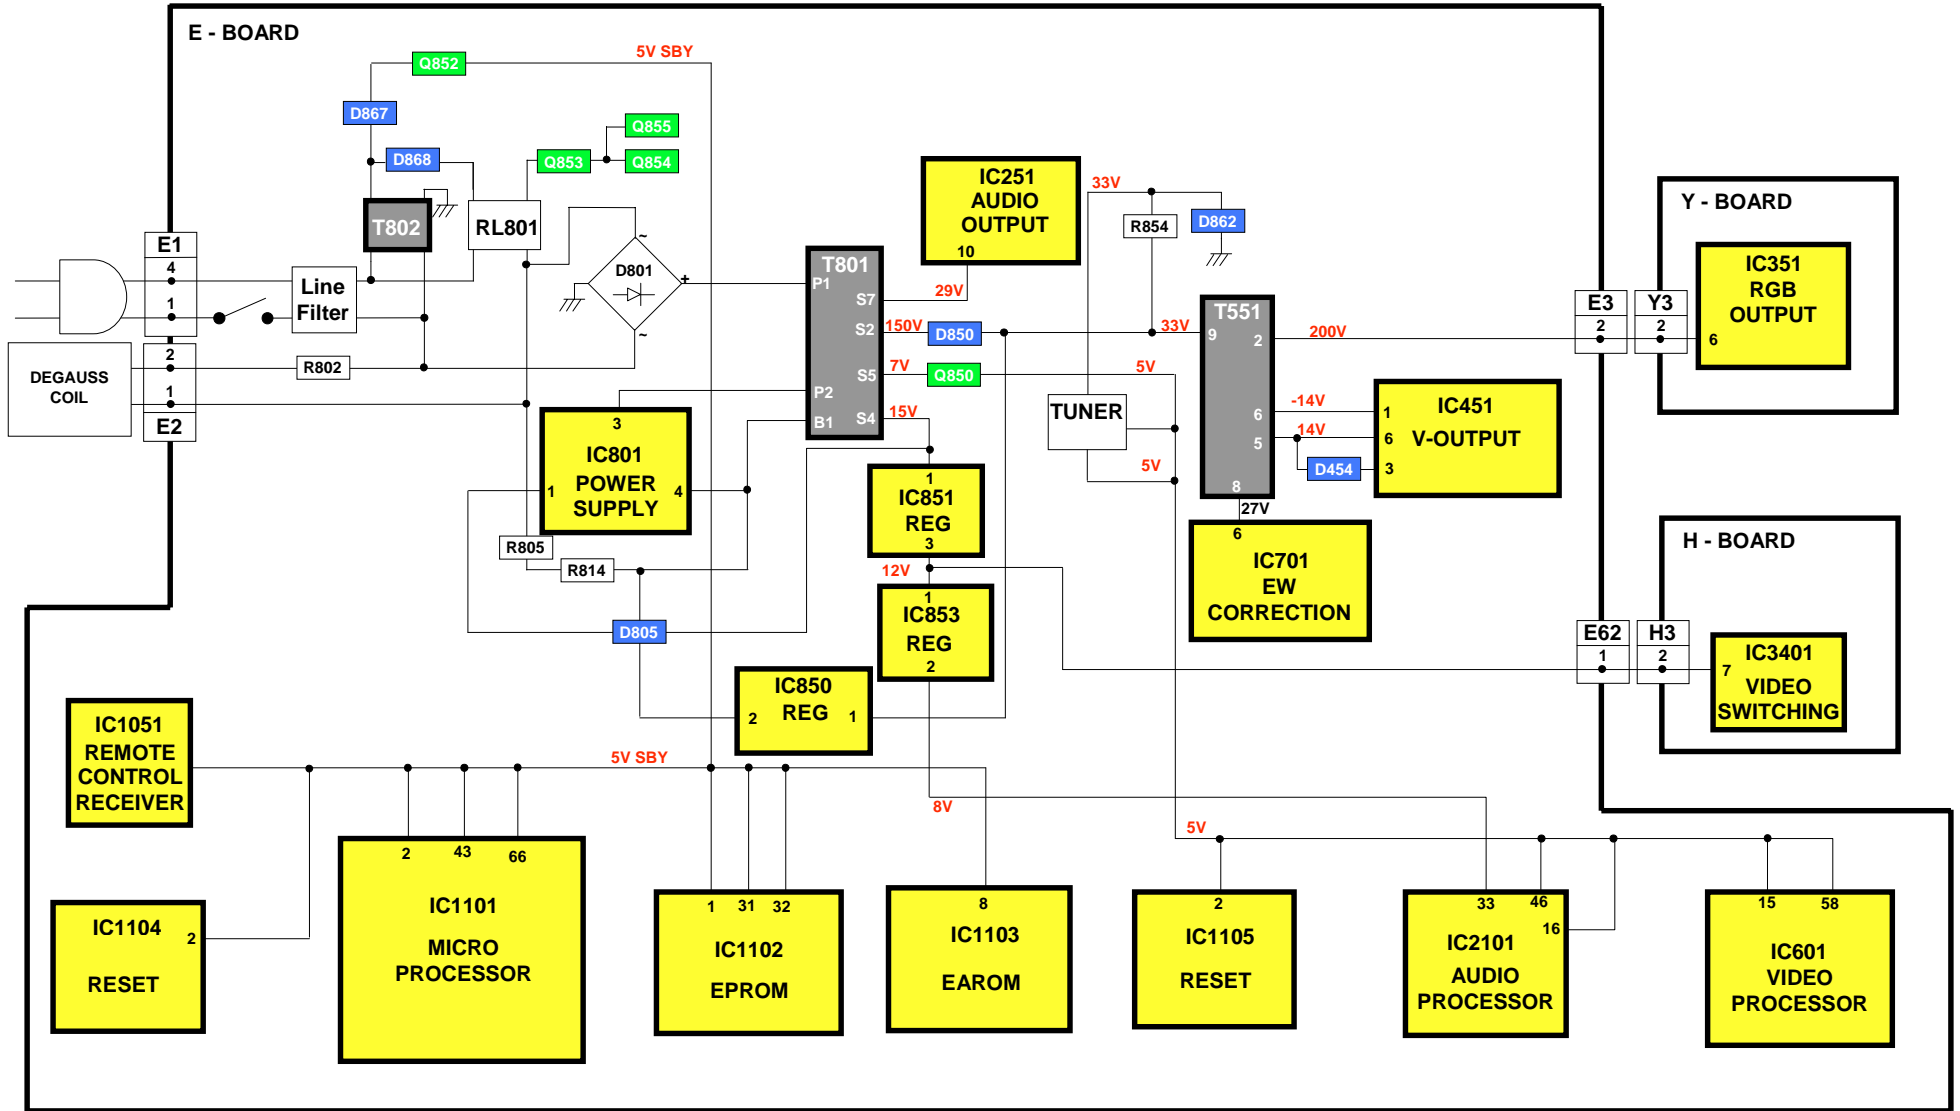 E - BOARD
5V SBY
Q852
D867
Q855
D868
Q853
Q854
T802
RL801
E1
4
1
Line
Filter
D801
~
+
~
2
DEGAUSS
COIL
R802
1
E2
T801
P1
S7
S2
S5
P2
S4
B1
IC251
AUDIO
OUTPUT
10
29V
150V
D850
7V
Q850
15V
33V
R854
D862
33V
5V
TUNER
5V
T551
9
2
6
5
8
200V
-14V
14V
D454
27V
1
6
3
IC451
V-OUTPUT
6
IC701
EW
CORRECTION
E3
2
Y3
2
Y - BOARD
IC351
RGB
OUTPUT
6
H - BOARD
E62
1
H3
2
IC3401
7
VIDEO
SWITCHING
3
IC801
POWER
SUPPLY
1
4
R805
R814
D805
1
IC851
REG
3
12V
1
IC853
REG
2
IC850
REG
2
1
IC1051
REMOTE
CONTROL
RECEIVER
5V SBY
8V
5V
IC1104
2
RESET
2
43
66
IC1101
MICRO
PROCESSOR
1
31
32
IC1102
EPROM
8
IC1103
EAROM
2
IC1105
RESET
33
46
16
IC2101
AUDIO
PROCESSOR
15
58
IC601
VIDEO
PROCESSOR